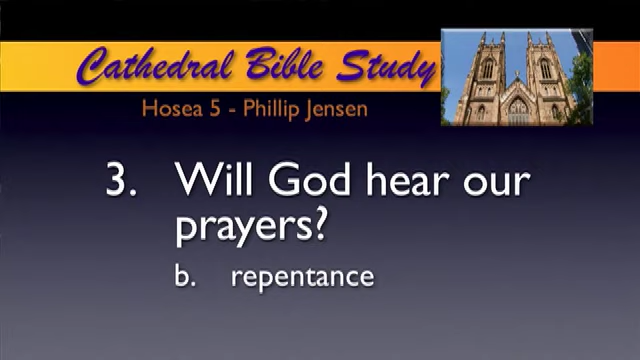 Cathedral Bible Study
Hosea 5 - Phillip Jensen
3. Will God hear our
prayers?
b. repentance